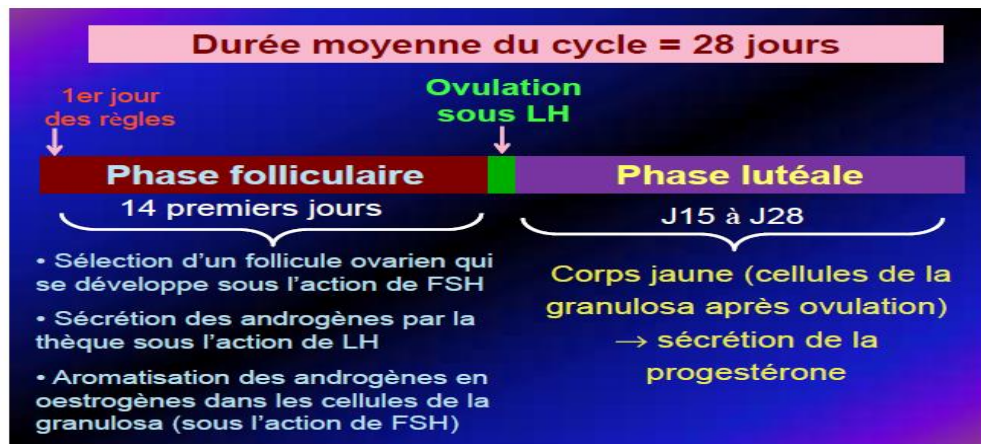 Durée moyenne du cycle = 28 jours
1er jour
des règles
Ovulation
sous LH
Phase folliculaire
Phase lutéale
14 premiers jours
J15 à J28
• Sélection d'un follicule ovarien qui
se développe sous l'action de FSH
• Sécrétion des androgènes par la
thèque sous l'action de LH
• Aromatisation des androgènes en
oestrogènes dans les cellules de la
granulosa (sous l'action de FSH)
Corps jaune (cellules de la
granulosa après ovulation)
→ sécrétion de la
progestérone